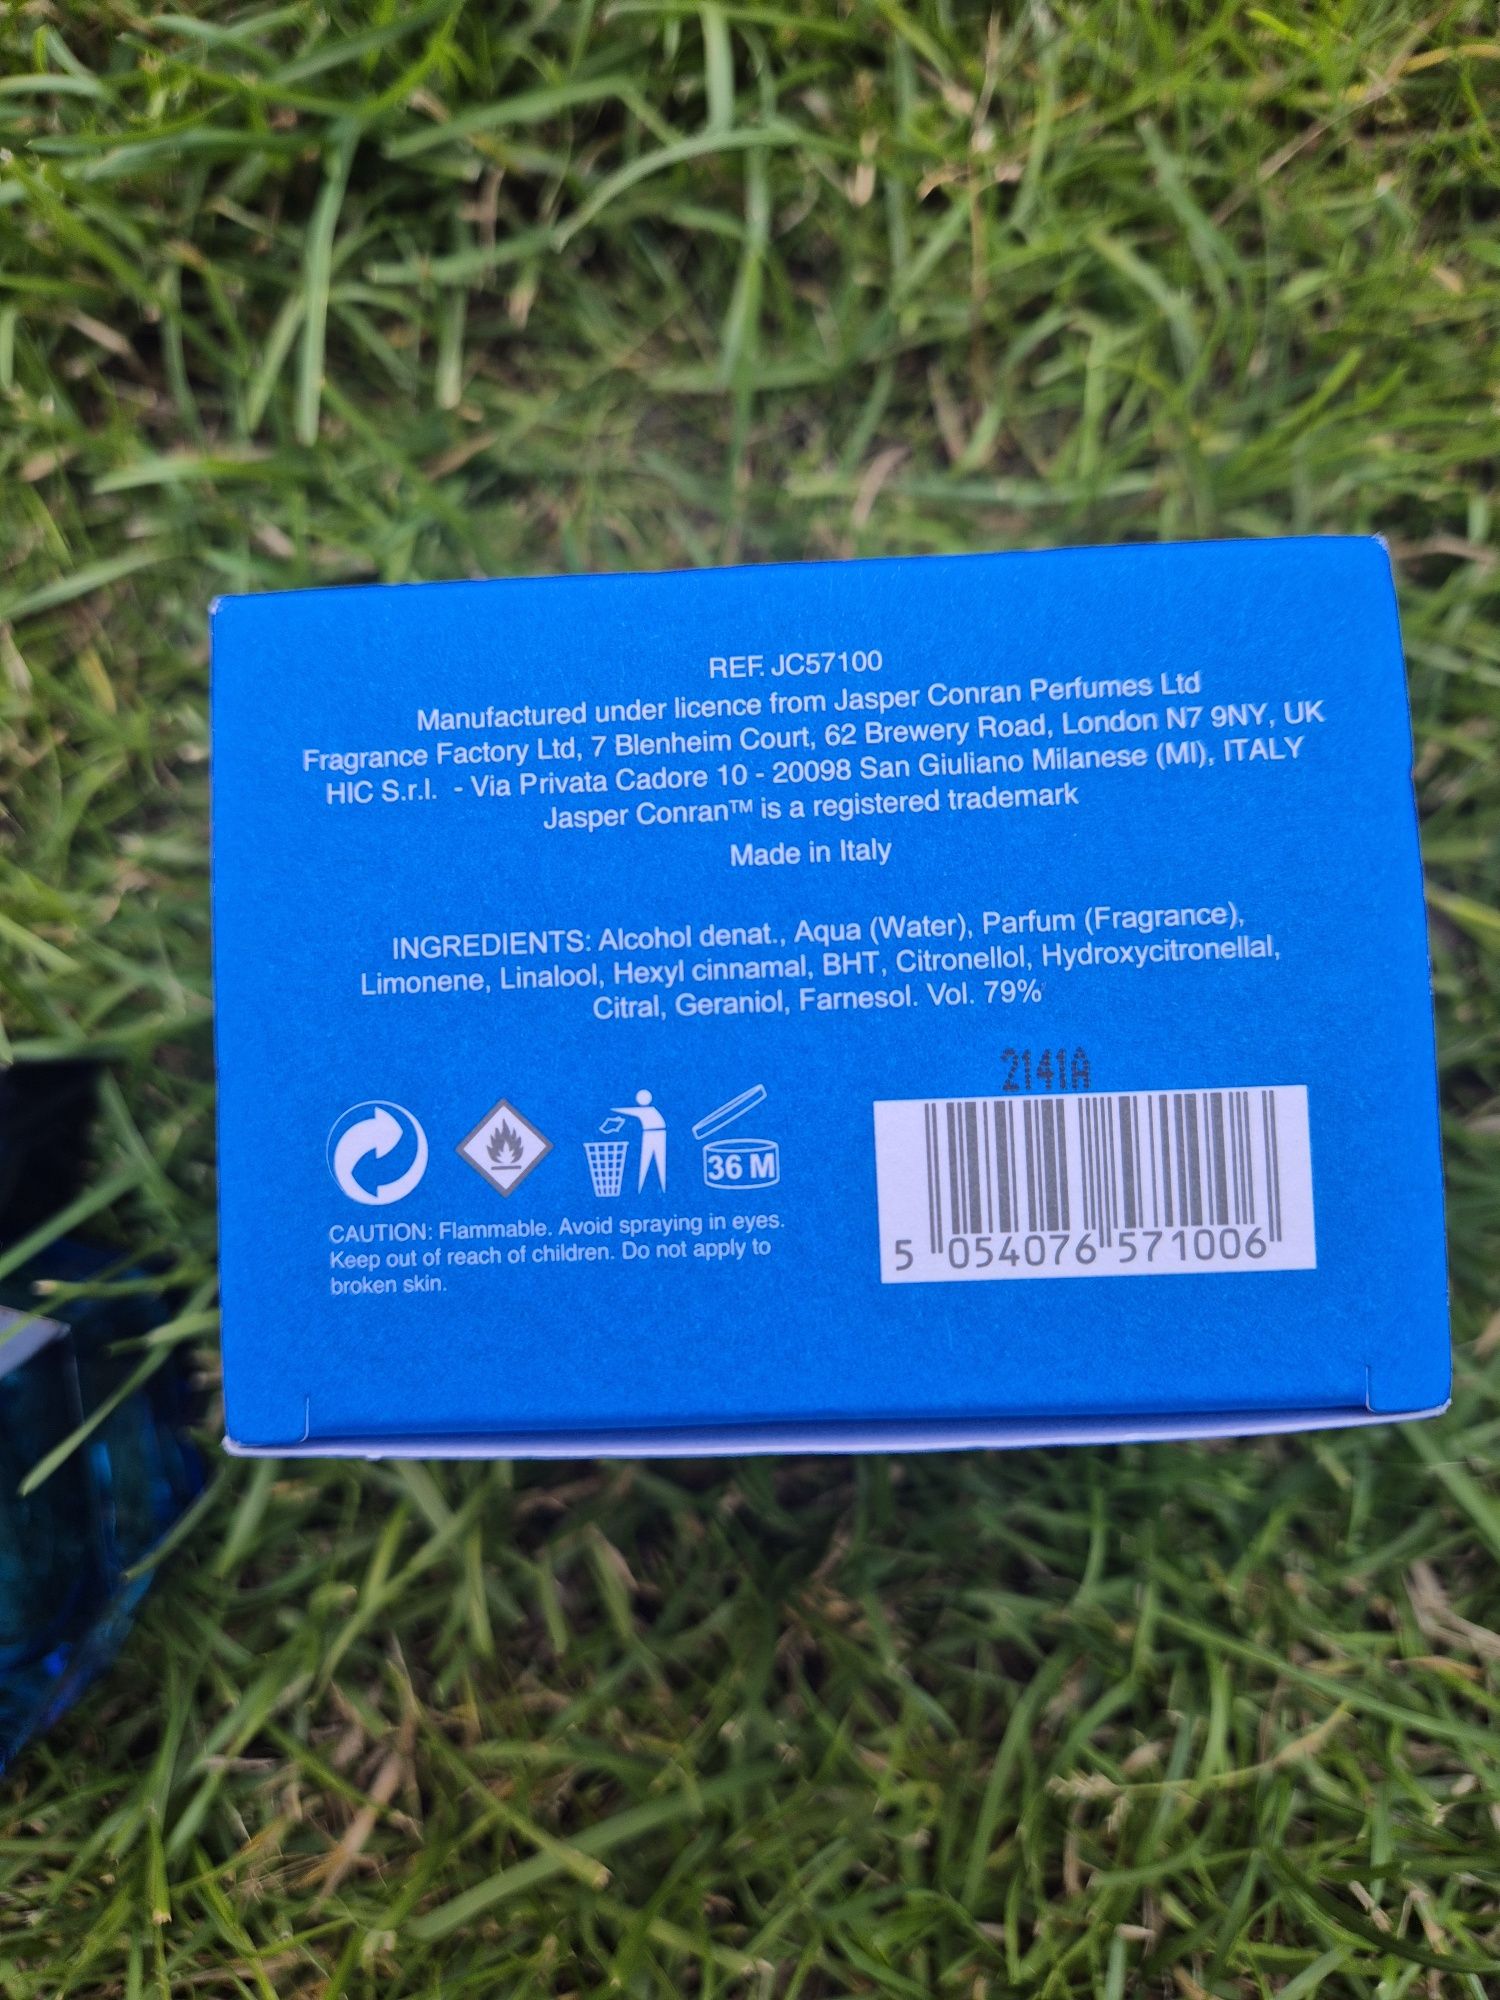 REF. JC57100
Manufactured under licence from Jasper Conran Perfumes Ltd
Fragrance Factory Ltd, 7 Blenheim Court, 62 Brewery Road, London N7 9NY, UK
HIC S.r.l. - Via Privata Cadore 10 - 20098 San Giuliano Milanese (MI), ITALY
Jasper Conran™ is a registered trademark
Made in Italy
INGREDIENTS: Alcohol denat., Aqua (Water), Parfum (Fragrance),
Limonene, Linalool, Hexyl cinnamal, BHT, Citronellol, Hydroxycitronellal,
Citral, Geraniol, Farnesol. Vol. 79%
36 M
CAUTION: Flammable. Avoid spraying in eyes.
Keep out of reach of children. Do not apply to
broken skin.
5 054076 571006